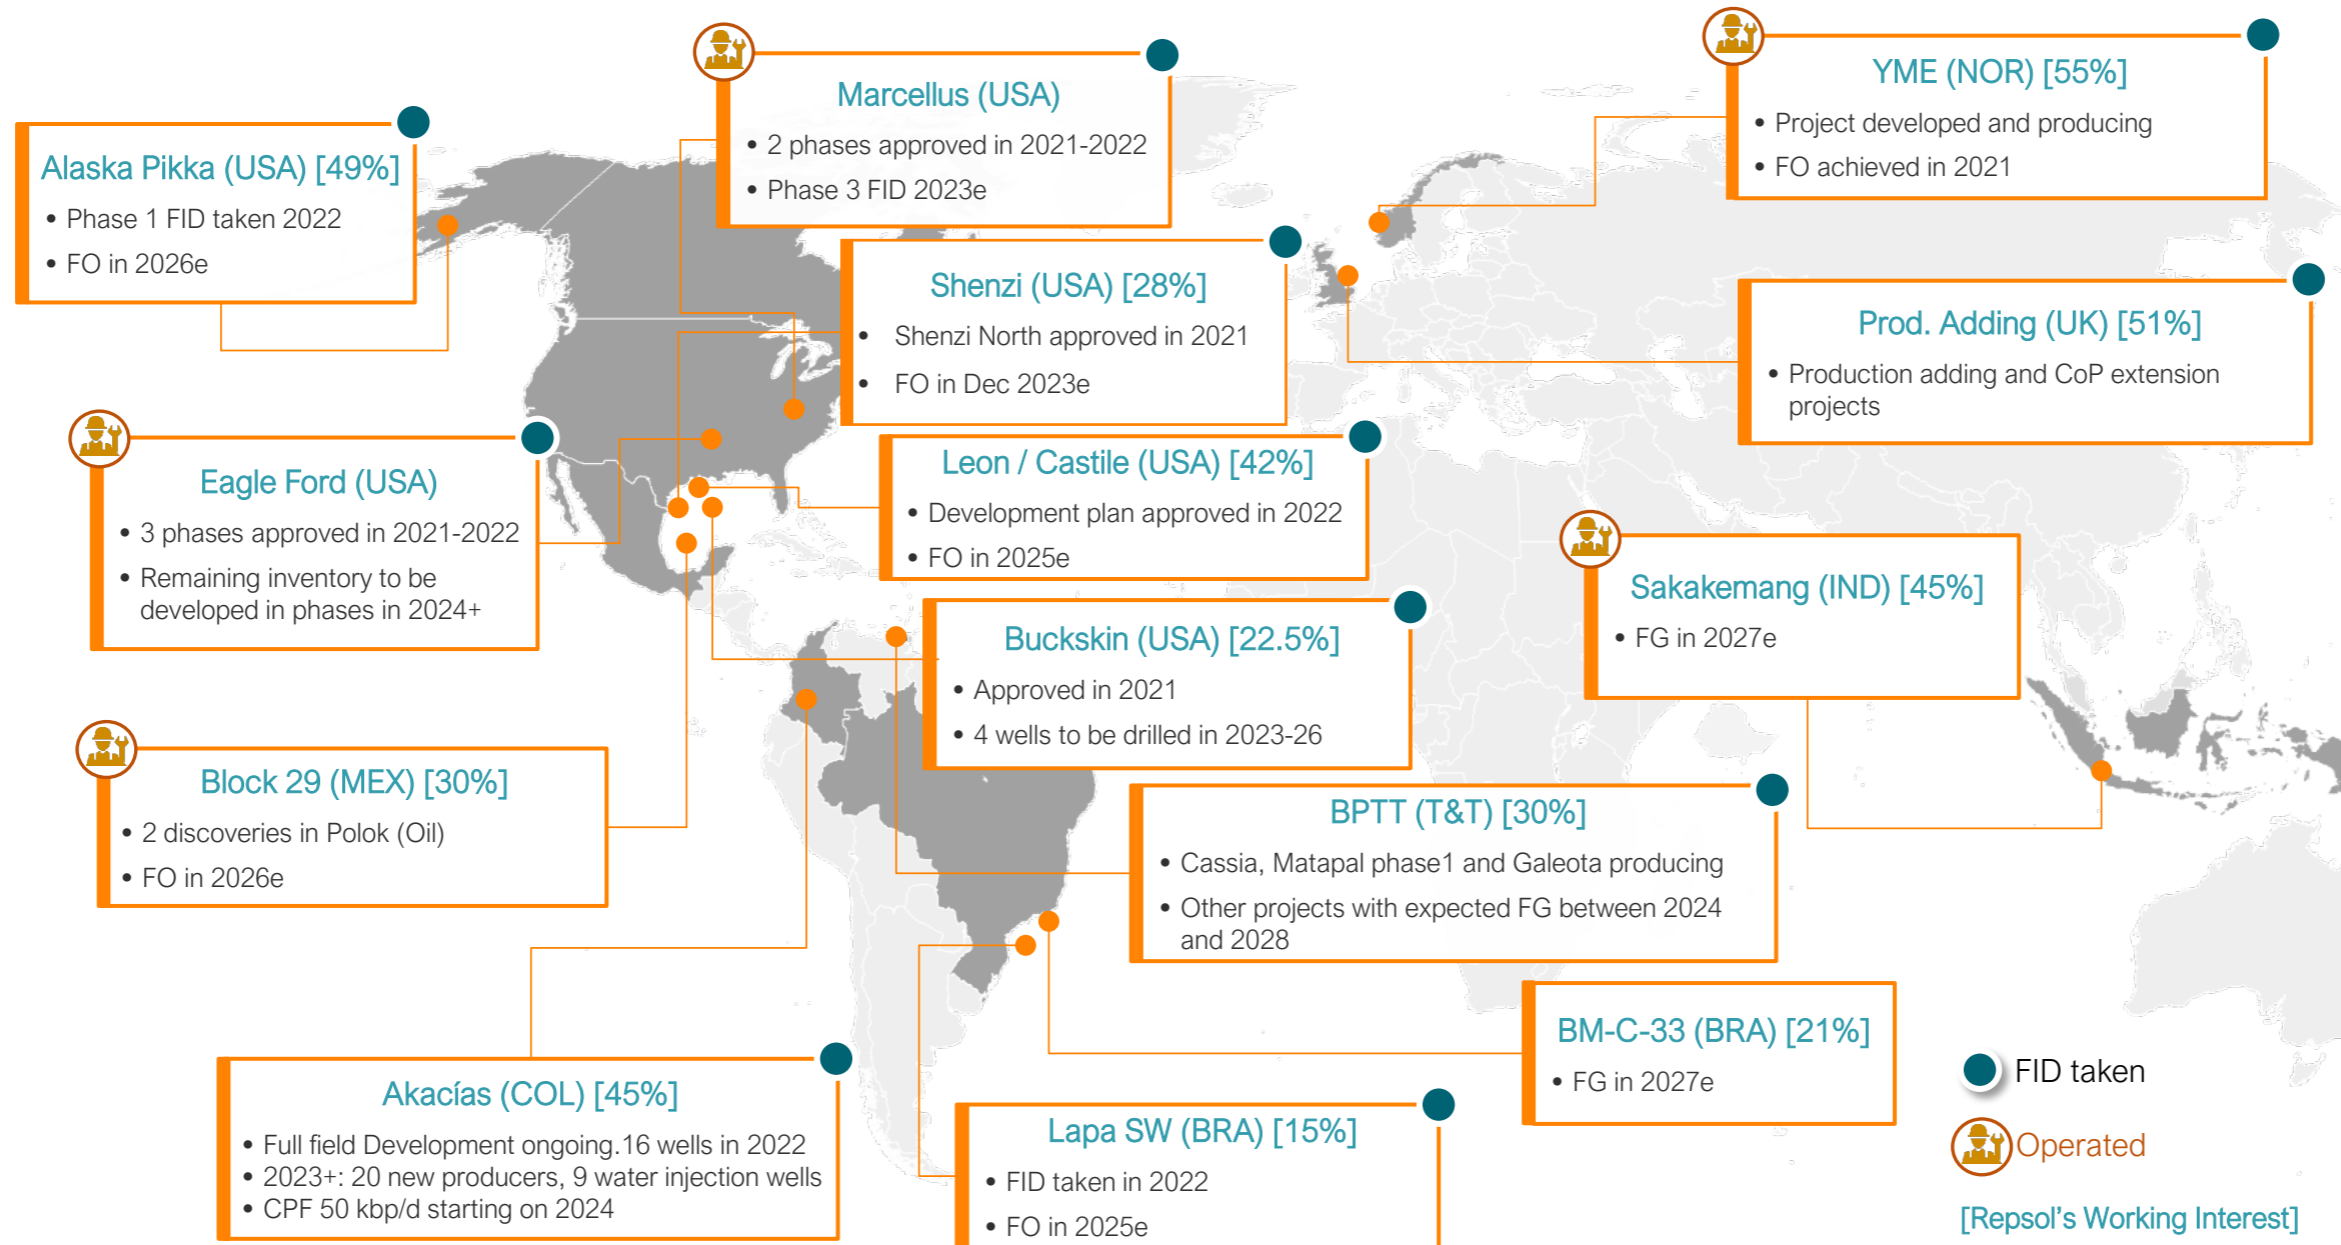 Marcellus (USA)
• 2 phases approved in 2021-2022
• Phase 3 FID 2023e
YME (NOR) [55%]
• Project developed and producing
• FO achieved in 2021
Alaska Pikka (USA) [49%]
• Phase 1 FID taken 2022
• FO in 2026e
Shenzi (USA) [28%]
• Shenzi North approved in 2021
• FO in Dec 2023e
Prod. Adding (UK) [51%]
• Production adding and CoP extension
projects
Eagle Ford (USA)
• 3 phases approved in 2021-2022
• Remaining inventory to be
developed in phases in 2024+
Leon / Castile (USA) [42%]
• Development plan approved in 2022
• FO in 2025e
Sakakemang (IND) [45%]
• FG in 2027e
Buckskin (USA) [22.5%]
• Approved in 2021
• 4 wells to be drilled in 2023-26
Block 29 (MEX) [30%]
• 2 discoveries in Polok (Oil)
• FO in 2026e
BPTT (T&T) [30%]
• Cassia, Matapal phase1 and Galeota producing
• Other projects with expected FG between 2024
and 2028
BM-C-33 (BRA) [21%]
• FG in 2027e
Akacías (COL) [45%]
• Full field Development ongoing.16 wells in 2022
• 2023+: 20 new producers, 9 water injection wells
• CPF 50 kbp/d starting on 2024
Lapa SW (BRA) [15%]
• FID taken in 2022
• FO in 2025e
FID taken
Operated
[Repsol's Working Interest]